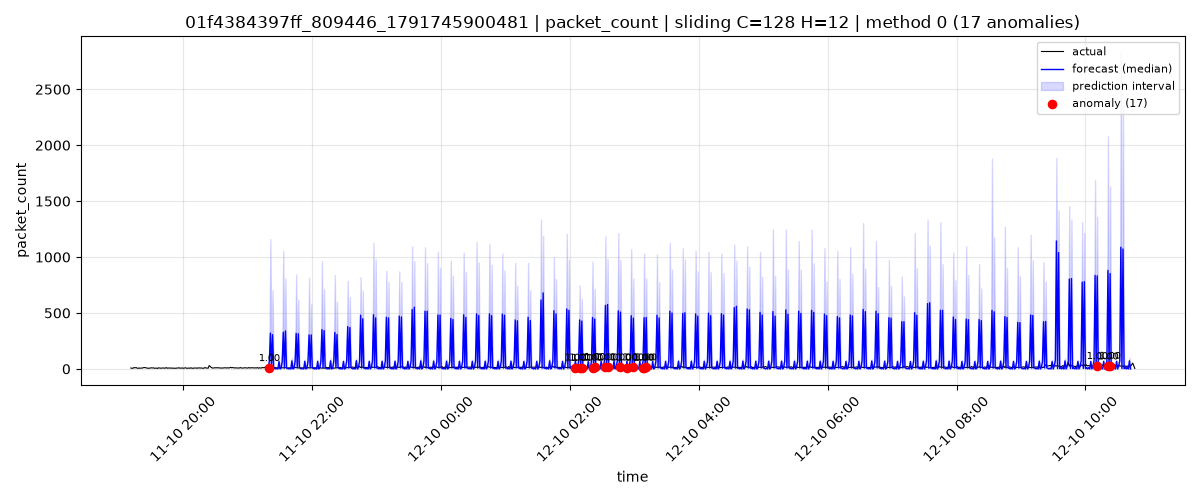 01f4384397ff_809446_1791745900481 | packet_count | sliding C=128 H=12 | method 0 (17 anomalies)
actual
forecast (median)
prediction interval
anomaly (17)
packet_count
2500
2000
1500
1000
500
0
1.00
11-10 20:00
11-10 22:00
12-10 00:00
12-10 02:00
12-10 04:00
12-10 06:00
12-10 08:00
12-10 10:00
time